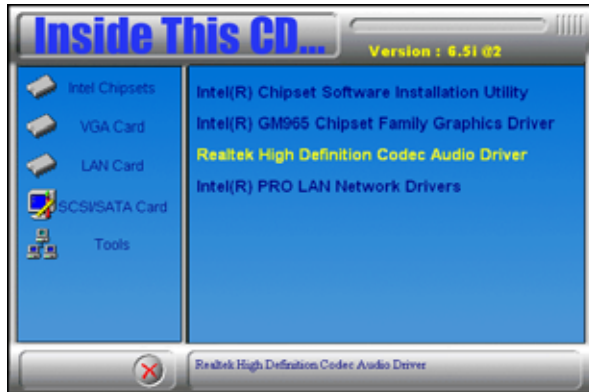 Inside This CD...
Version : 6.5i @2
Intel Chipsets
VGA Card
LAN Card
SCSI/SATA Card
Tools
Intel(R) Chipset Software Installation Utility
Intel(R) GM965 Chipset Family Graphics Driver
Realtek High Definition Codec Audio Driver
Intel(R) PRO LAN Network Drivers
Realtek High Definition Codec Audio Driver